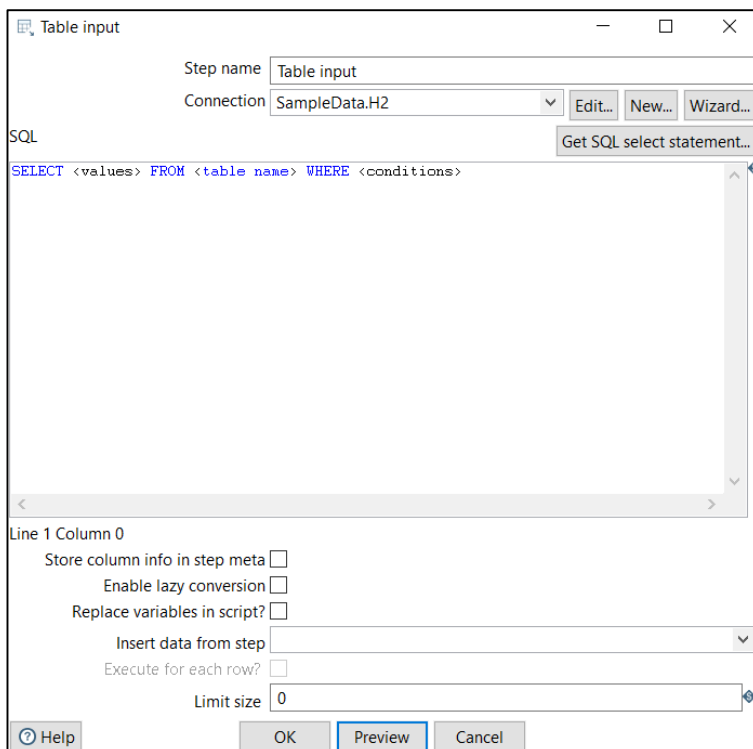 Table input
Step name Table input
Connection SampleData.H2 Edit... New... Wizard...
SQL Get SQL select statement...
SELECT <values> FROM <table name> WHERE <conditions>
Line 1 Column 0
Store column info in step meta
Enable lazy conversion
Replace variables in script?
Insert data from step
Execute for each row?
Limit size 0
Help OK Preview Cancel